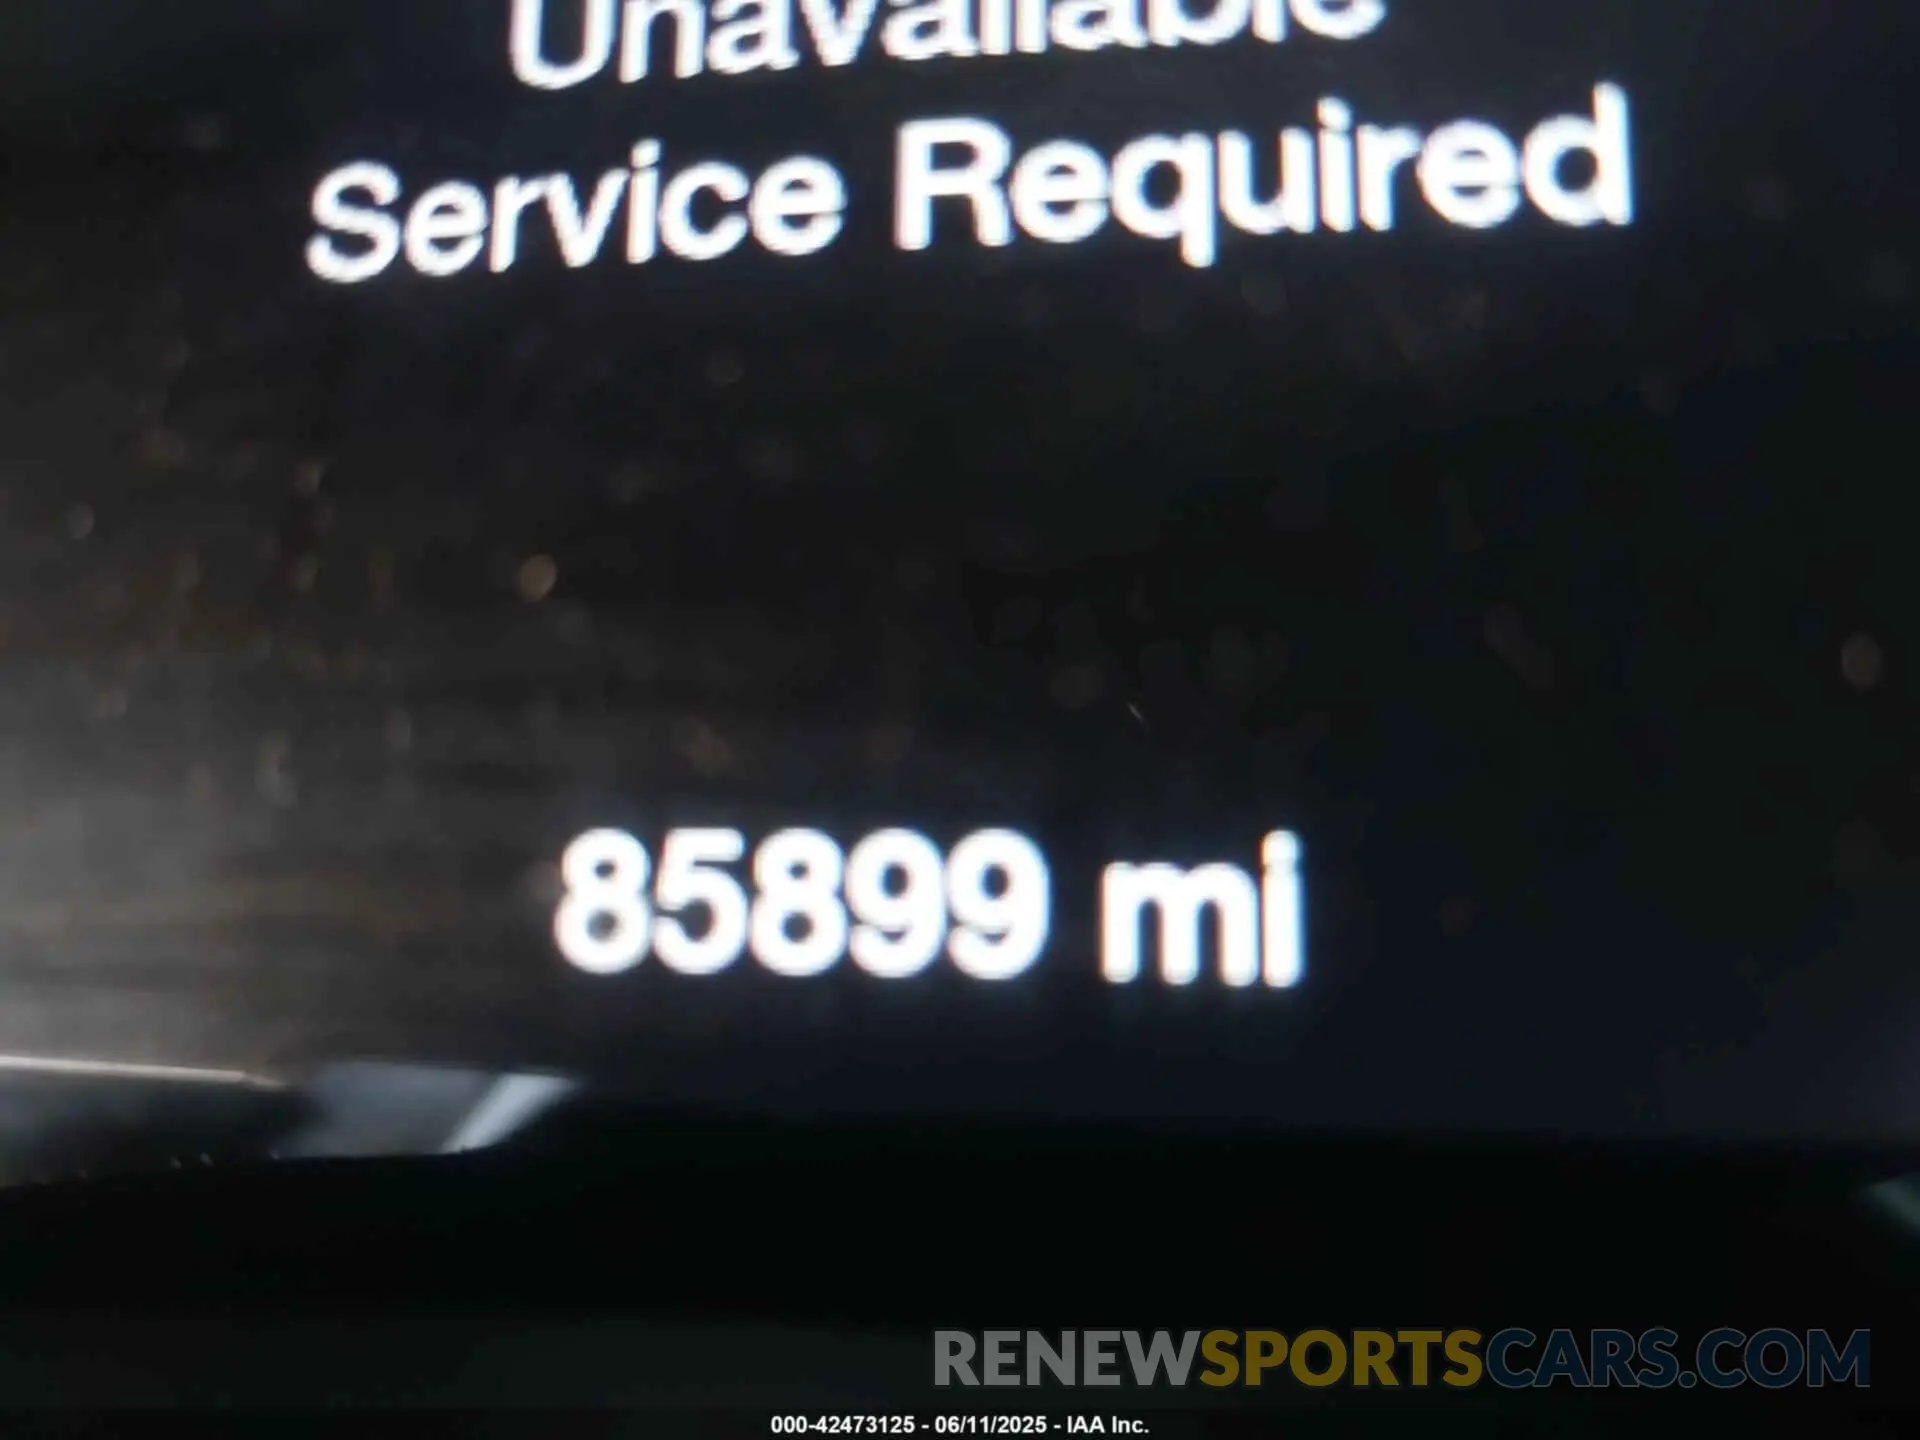 Unavailable
Service Required
85899 mi
RENEWSPORTSCARS.COM
000-42473125 - 06/11/2025 - IAA Inc.